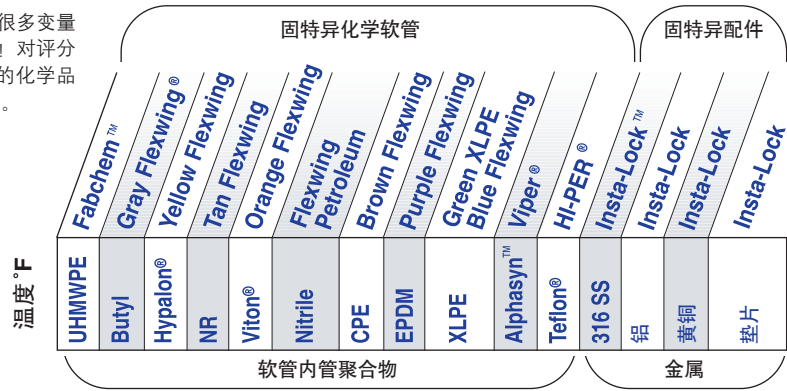 很多变量
！对评分
的化学品
。
固特异化学软管
固特异配件
Fabchem™
Gray Flexwing®
Yellow Flexwing
Tan Flexwing
Orange Flexwing
Flexwing
Petroleum
Brown Flexwing
Purple Flexwing
Green XLPE
Blue Flexwing
Viper®
HI-PER®
Insta-Lock™
Insta-Lock
Insta-Lock
Insta-Lock
温度 °F
UHMWPE
Butyl
Hypalon®
NR
Viton®
Nitrile
CPE
EPDM
XLPE
Alphasyn™
Teflon®
316 SS
铝
黄铜
垫片
软管内管聚合物
金属